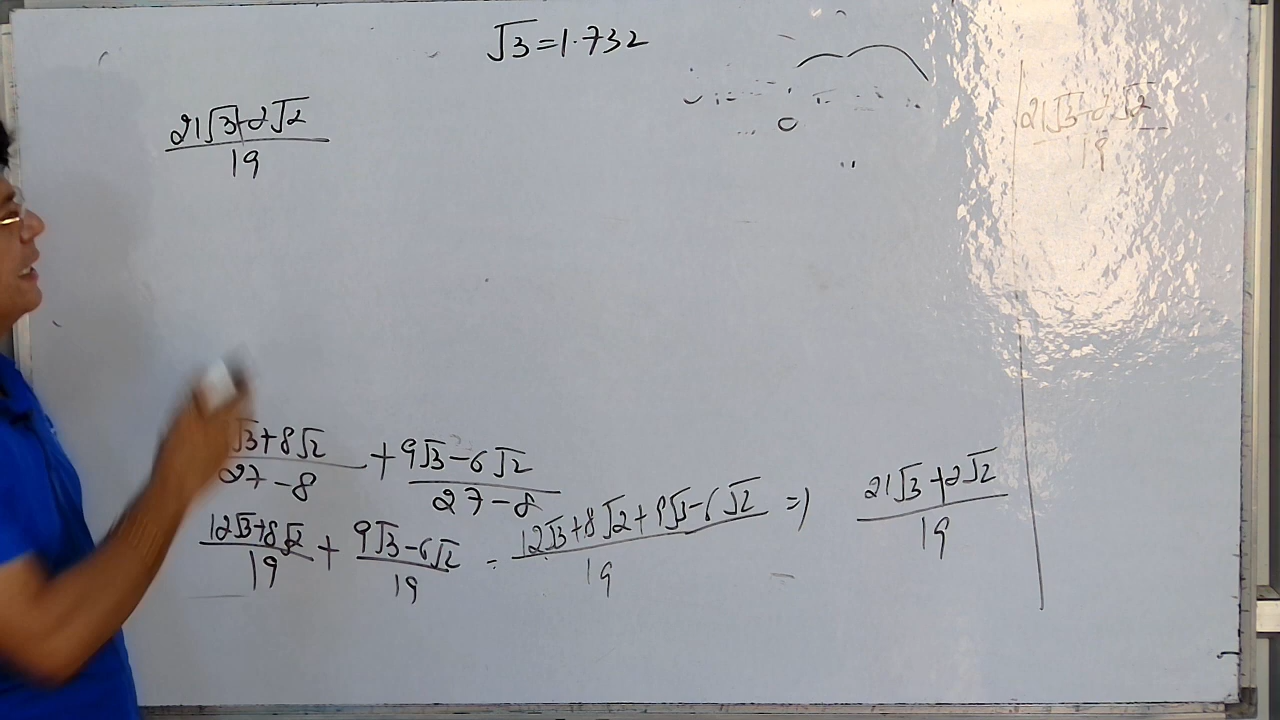 √3=1.732
(21√3+2√2)/19
(21√3-2√2)/19
√3+8√2/(27-8) + (9√3-6√2)/(27-8)
(12√3+8√2)/19 + (9√3-6√2)/19 = (12√3+8√2+9√3-6√2)/19 ⇒ (21√3+2√2)/19